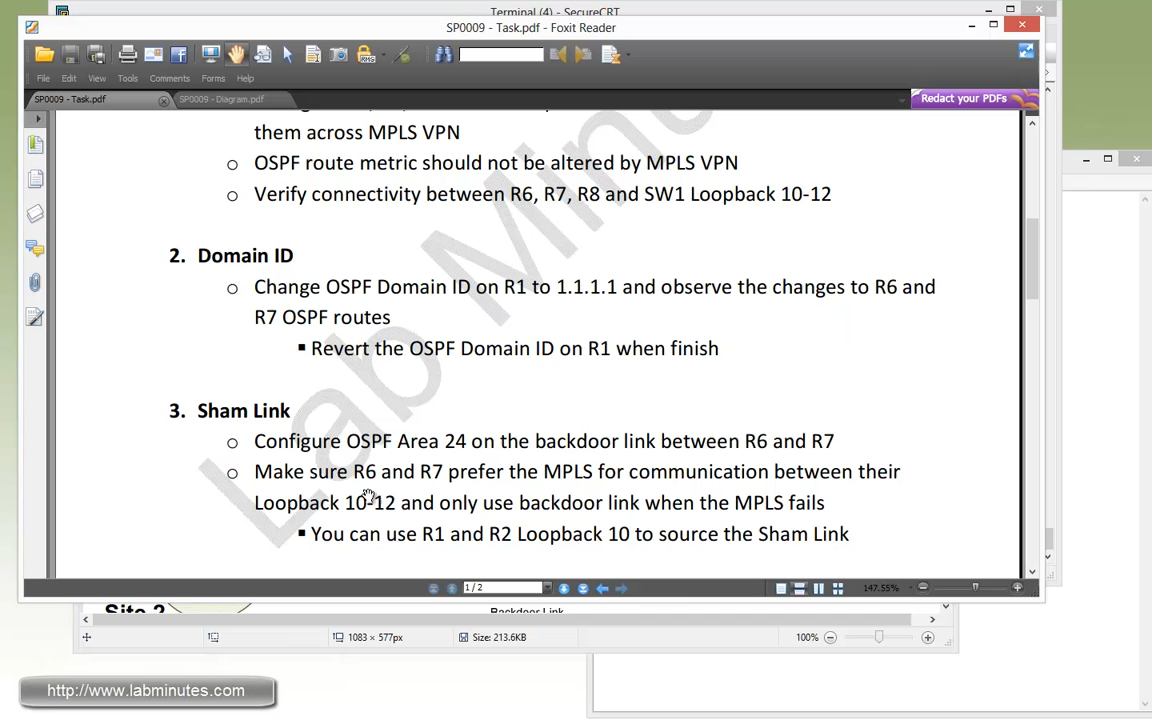 Terminal (4) - SecureCRT
SP0009 - Task.pdf - Foxit Reader
File Edit View Tools Comments Forms Help
SP0009 - Task.pdf SP0009 - Diagram.pdf
Redact your PDFs
them across MPLS VPN
o OSPF route metric should not be altered by MPLS VPN
o Verify connectivity between R6, R7, R8 and SW1 Loopback 10-12
2. Domain ID
o Change OSPF Domain ID on R1 to 1.1.1.1 and observe the changes to R6 and
R7 OSPF routes
▪ Revert the OSPF Domain ID on R1 when finish
3. Sham Link
o Configure OSPF Area 24 on the backdoor link between R6 and R7
o Make sure R6 and R7 prefer the MPLS for communication between their
Loopback 10-12 and only use backdoor link when the MPLS fails
▪ You can use R1 and R2 Loopback 10 to source the Sham Link
Lab Minu
1 / 2
147.55%
Site 2
Backdoor Link
1083 × 577px
Size: 213.6KB
100%
http://www.labminutes.com